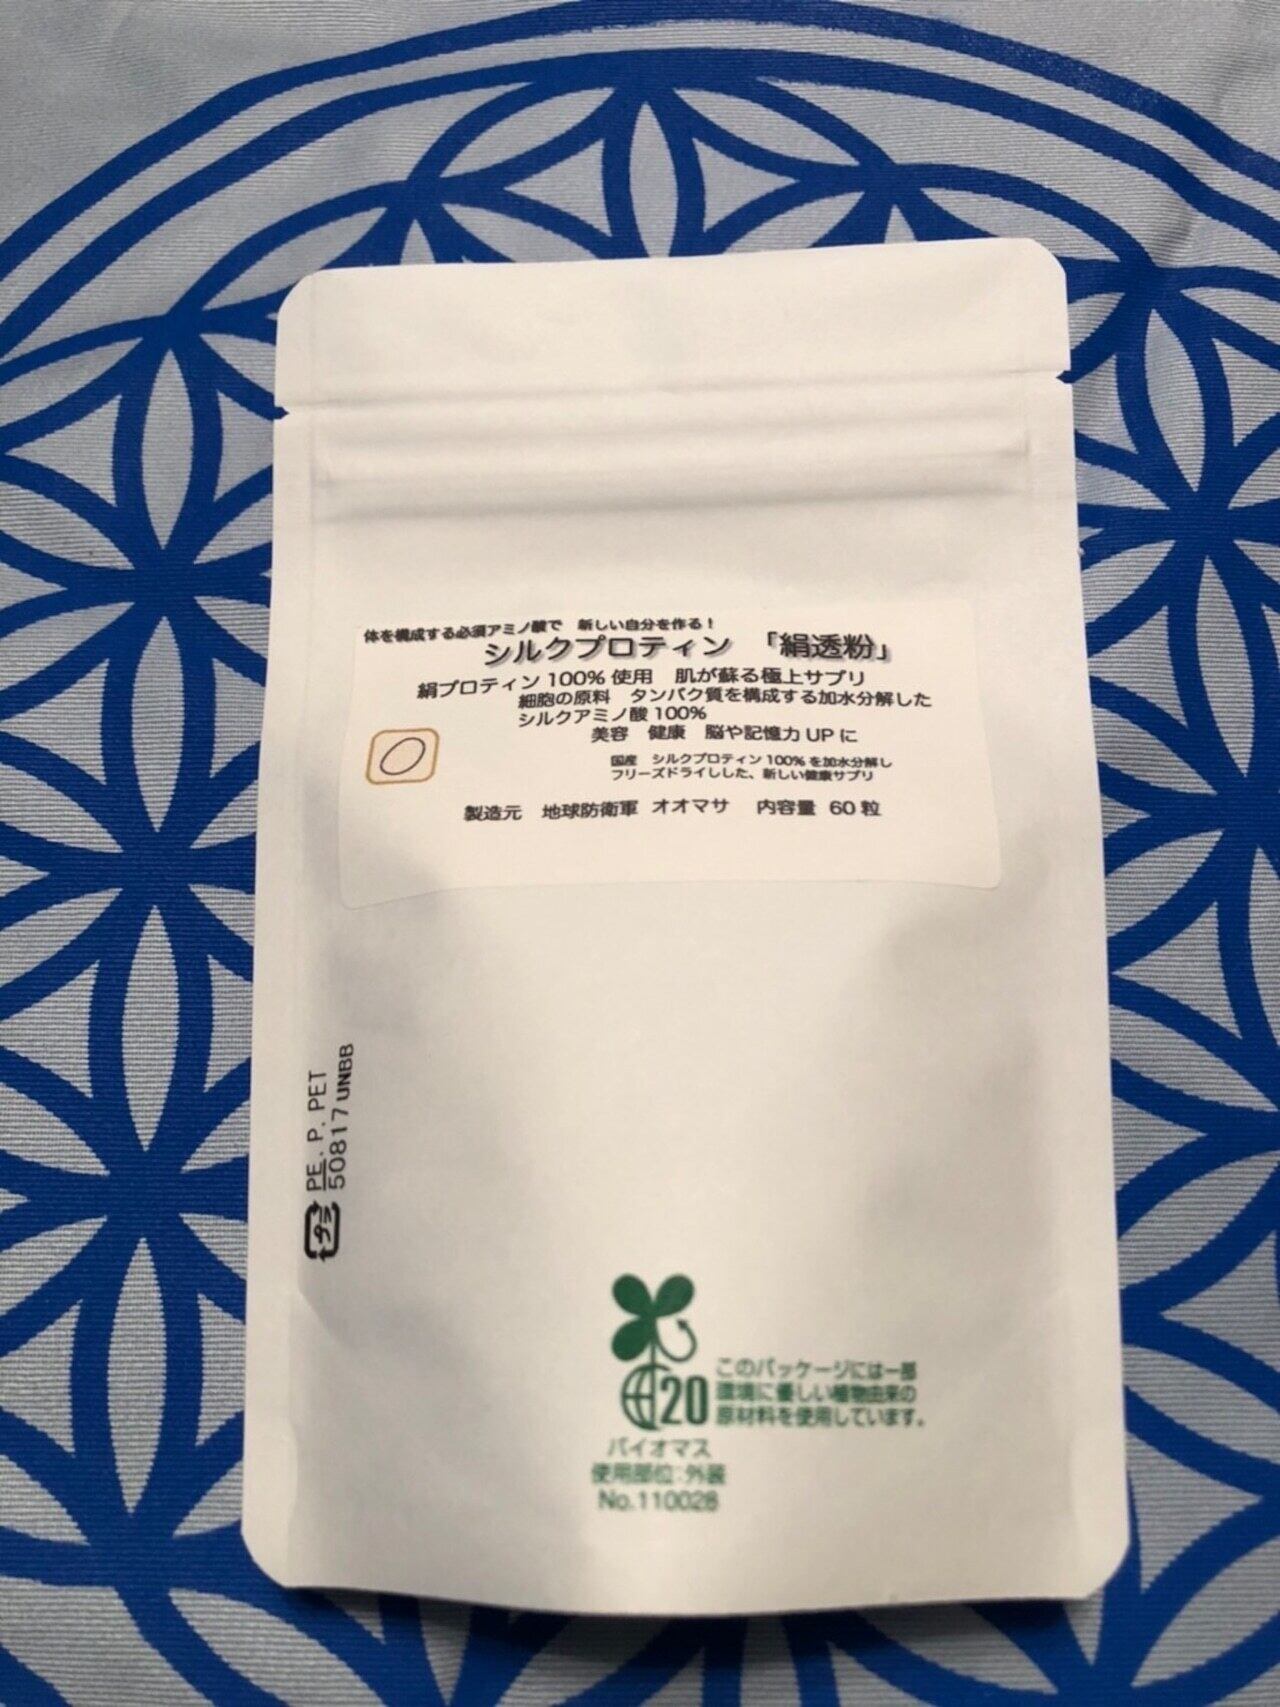 体を構成する必須アミノ酸で 新しい自分を作る!
シルクプロティン 「絹透粉」
絹プロティン 100% 使用 肌が蘇る極上サプリ
細胞の原料 タンパク質を構成する加水分解した
シルクアミノ酸 100%
美容 健康 脳や記憶力 UP に
国産 シルクプロティン 100% を加水分解し
フリーズドライしした、新しい健康サプリ
製造元 地球防衛軍 オオマサ 内容量 60 粒
プラ PE. P. PET
50817 UNBB
20
このパッケージには一部
環境に優しい植物由来の
原材料を使用しています。
バイオマス
使用部位:外装
No.110028